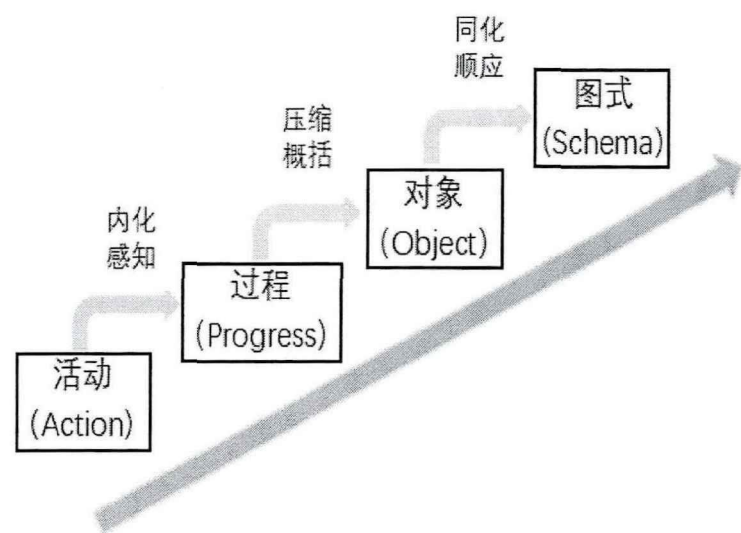 同化
顺应
图式
(Schema)
压缩
概括
对象
(Object)
内化
感知
过程
(Progress)
活动
(Action)